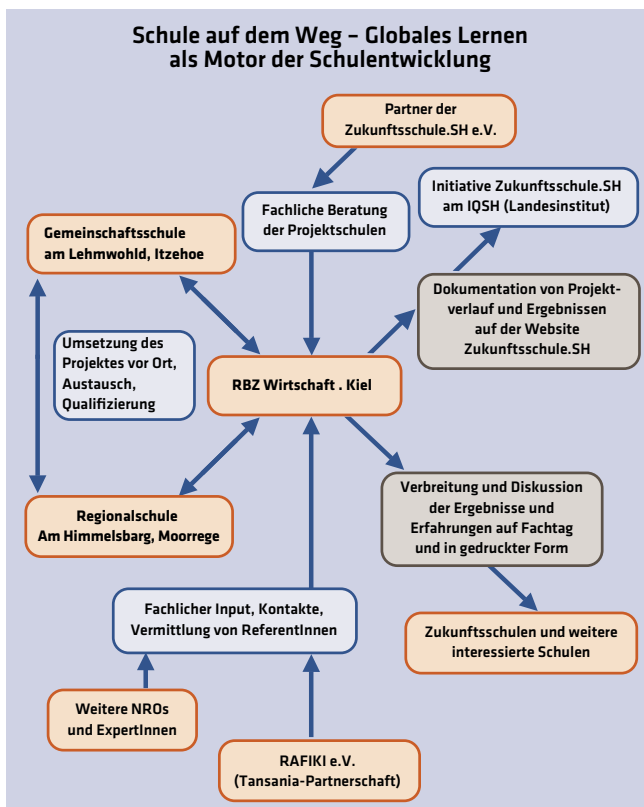 Schule auf dem Weg – Globales Lernen
als Motor der Schulentwicklung
Partner der
Zukunftsschule.SH e.V.
Initiative Zukunftsschule.SH
am IQSH (Landesinstitut)
Fachliche Beratung
der Projektschulen
Gemeinschaftsschule
am Lehmwohld, Itzehoe
Dokumentation von Projekt-
verlauf und Ergebnissen
auf der Website
Zukunftsschule.SH
Umsetzung des
Projektes vor Ort,
Austausch,
Qualifizierung
RBZ Wirtschaft . Kiel
Verbreitung und Diskussion
der Ergebnisse und
Erfahrungen auf Fachtag
und in gedruckter Form
Regionalschule
Am Himmelsbarg, Moorrege
Fachlicher Input, Kontakte,
Vermittlung von ReferentInnen
Zukunftsschulen und weitere
interessierte Schulen
Weitere NROs
und ExpertInnen
RAFIKI e.V.
(Tansania-Partnerschaft)